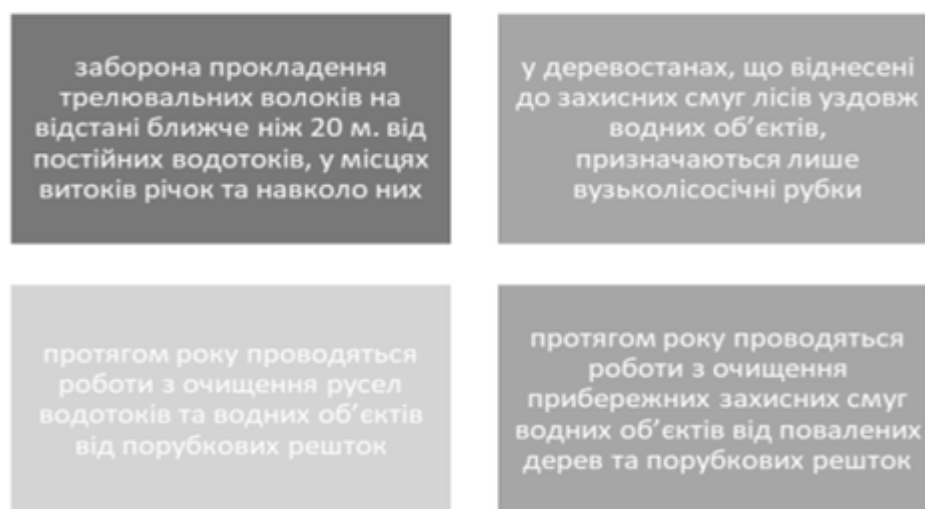 заборона прокладення
трелювальних волоків на
відстані ближче ніж 20 м. від
постійних водотоків, у місцях
витоків річок та навколо них
у деревостанах, що віднесені
до захисних смуг лісів уздовж
водних об’єктів,
призначаються лише
вузьколісосічні рубки
протягом року проводяться
роботи з очищення русел
водотоків та водних об’єктів
від порубкових решток
протягом року проводяться
роботи з очищення
прибережних захисних смуг
водних об’єктів від повалених
дерев та порубкових решток